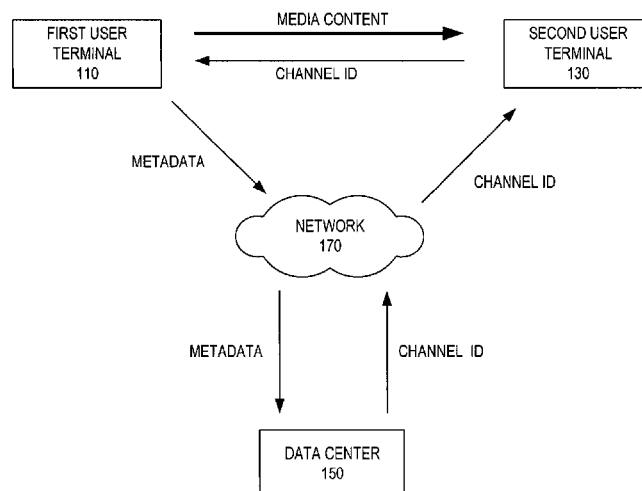 MEDIA CONTENT
FIRST USER
TERMINAL
110
SECOND USER
TERMINAL
130
CHANNEL ID
METADATA
CHANNEL ID
NETWORK
170
METADATA
CHANNEL ID
DATA CENTER
150